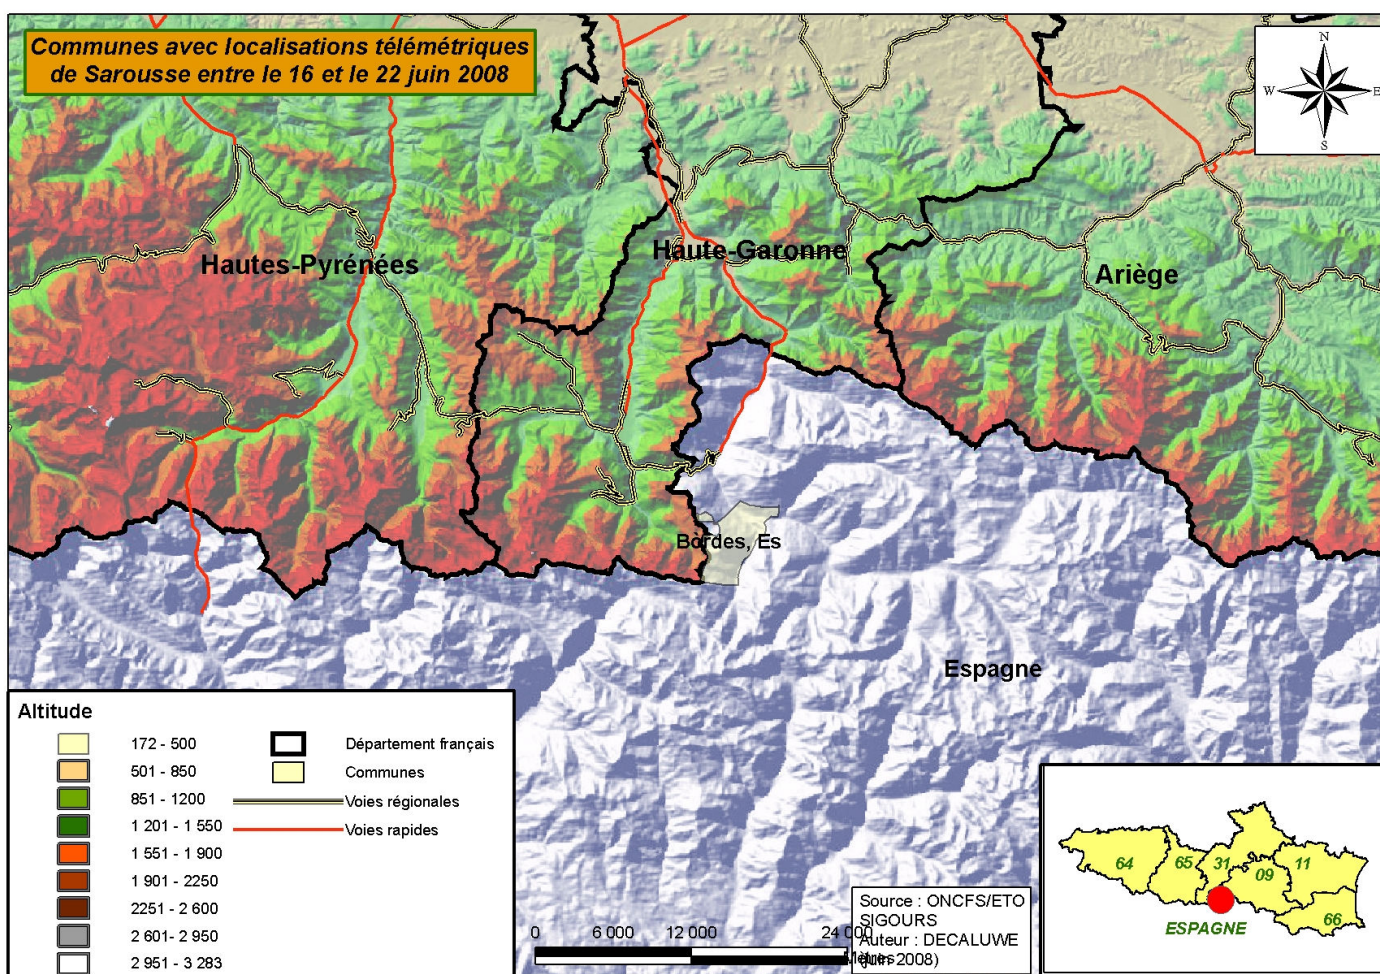 Communes avec localisations télémétriques
de Sarousse entre le 16 et le 22 juin 2008
N
W
E
S
Hautes-Pyrénées
Haute-Garonne
Ariège
Bòrdes, Es
Espagne
Altitude
172 - 500
501 - 850
851 - 1200
1 201 - 1 550
1 551 - 1 900
1 901 - 2250
2251 - 2 600
2 601- 2 950
2 951 - 3 283
Département français
Communes
Voies régionales
Voies rapides
0
6 000
12 000
24 000
Mètres
Source : ONCFS/ETO
SIGOURS
Auteur : DECALUWE
(juin 2008)
64
65
31
09
11
66
ESPAGNE